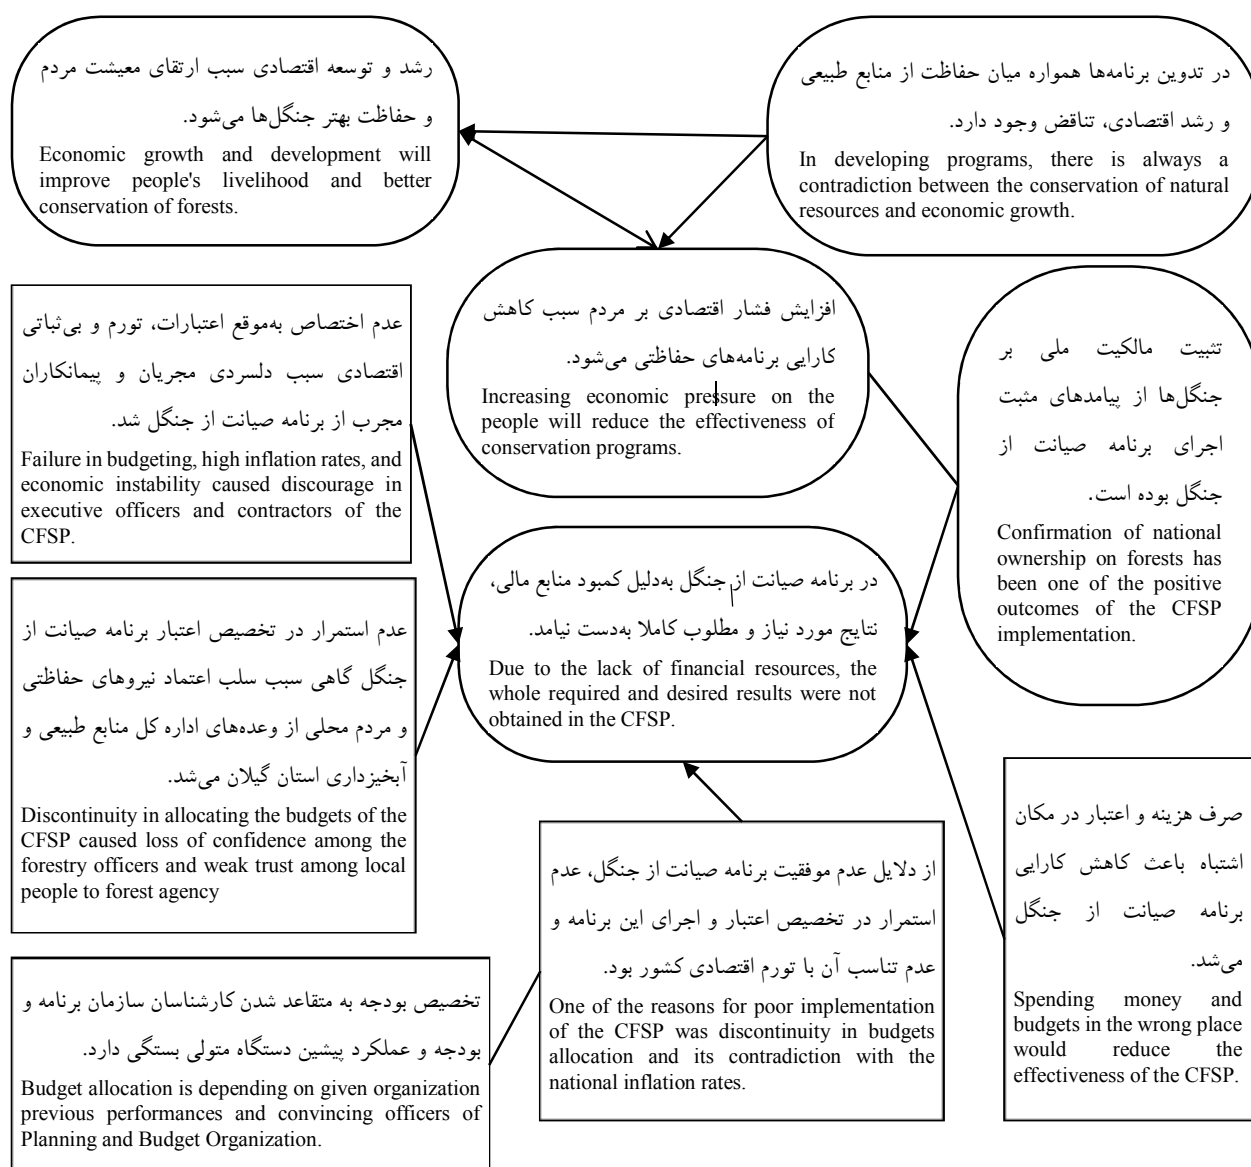 رشد و توسعه اقتصادی سبب ارتقای معیشت مردم
و حفاظت بهتر جنگل‌ها می‌شود.
Economic growth and development will
improve people's livelihood and better
conservation of forests.
در تدوین برنامه‌ها همواره میان حفاظت از منابع طبیعی
و رشد اقتصادی، تناقض وجود دارد.
In developing programs, there is always a
contradiction between the conservation of natural
resources and economic growth.
افزایش فشار اقتصادی بر مردم سبب کاهش
کارایی برنامه‌های حفاظتی می‌شود.
Increasing economic pressure on the
people will reduce the effectiveness of
conservation programs.
عدم اختصاص به‌موقع اعتبارات، تورم و بی‌ثباتی
اقتصادی سبب دلسردی مجریان و پیمانکاران
مجرب از برنامه صیانت از جنگل شد.
Failure in budgeting, high inflation rates, and
economic instability caused discourage in
executive officers and contractors of the
CFSP.
تثبیت مالکیت ملی بر
جنگل‌ها از پیامدهای مثبت
اجرای برنامه صیانت از
جنگل بوده است.
Confirmation of national
ownership on forests has
been one of the positive
outcomes of the CFSP
implementation.
در برنامه صیانت از جنگل به‌دلیل کمبود منابع مالی،
نتایج مورد نیاز و مطلوب کاملا به‌دست نیامد.
Due to the lack of financial resources, the
whole required and desired results were not
obtained in the CFSP.
عدم استمرار در تخصیص اعتبار برنامه صیانت از
جنگل گاهی سبب سلب اعتماد نیروهای حفاظتی
و مردم محلی از وعده‌های اداره کل منابع طبیعی و
آبخیزداری استان گیلان می‌شد.
Discontinuity in allocating the budgets of the
CFSP caused loss of confidence among the
forestry officers and weak trust among local
people to forest agency
صرف هزینه و اعتبار در مکان
اشتباه باعث کاهش کارایی
برنامه صیانت از جنگل
می‌شد.
Spending money and
budgets in the wrong place
would reduce the
effectiveness of the CFSP.
از دلایل عدم موفقیت برنامه صیانت از جنگل، عدم
استمرار در تخصیص اعتبار و اجرای این برنامه و
عدم تناسب آن با تورم اقتصادی کشور بود.
One of the reasons for poor implementation
of the CFSP was discontinuity in budgets
allocation and its contradiction with the
national inflation rates.
تخصیص بودجه به متقاعد شدن کارشناسان سازمان برنامه و
بودجه و عملکرد پیشین دستگاه متولی بستگی دارد.
Budget allocation is depending on given organization
previous performances and convincing officers of
Planning and Budget Organization.